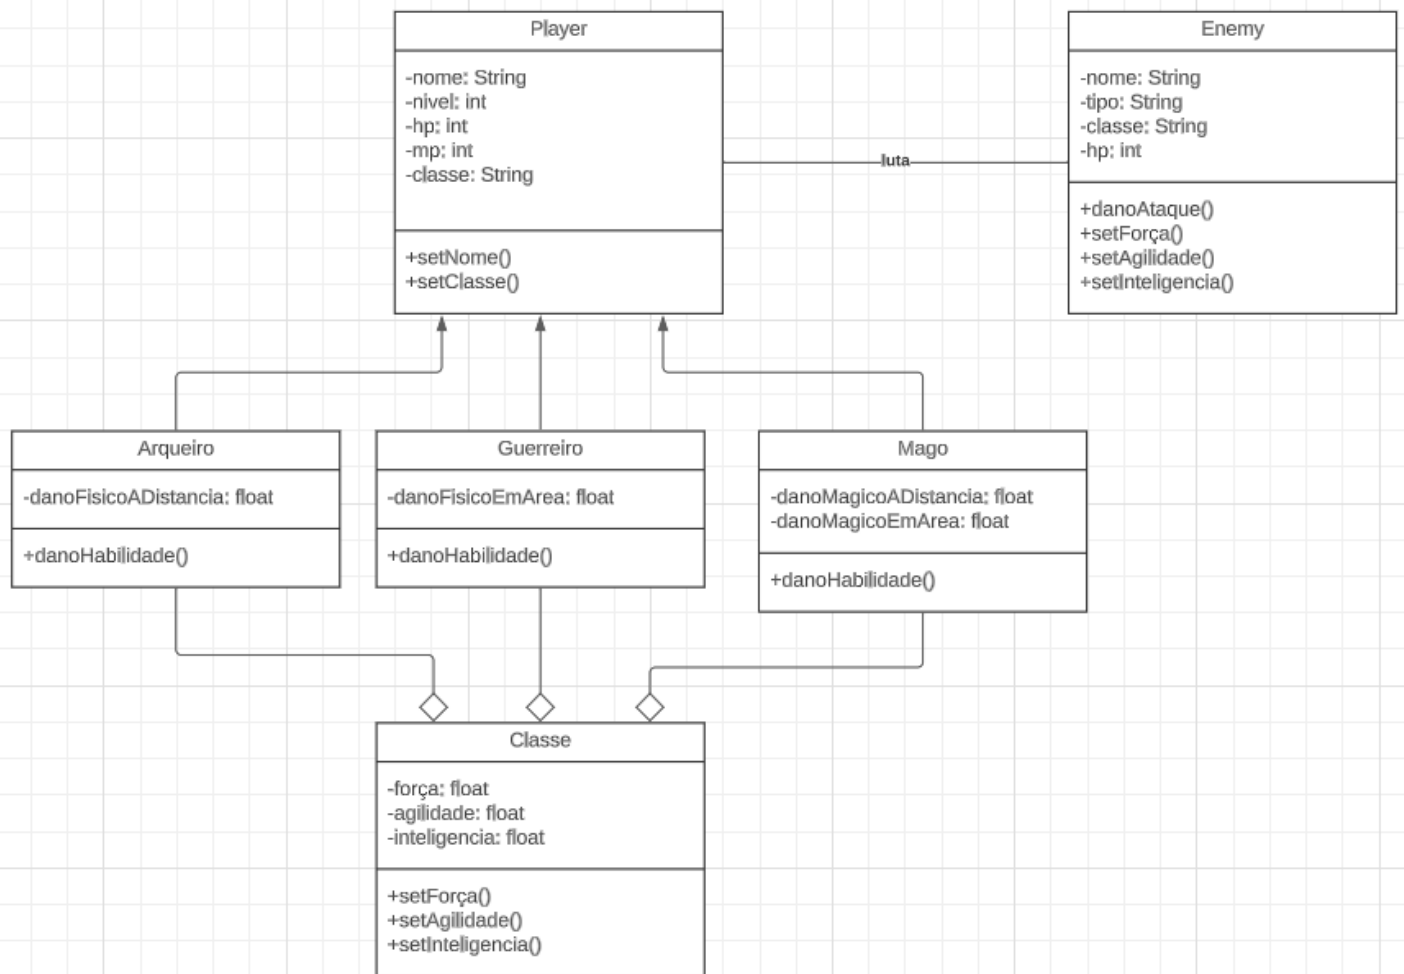 Player
-nome: String
-nivel: int
-hp: int
-mp: int
-classe: String
+setNome()
+setClasse()
luta
Enemy
-nome: String
-tipo: String
-classe: String
-hp: int
+danoAtaque()
+setForça()
+setAgilidade()
+setInteligencia()
Arqueiro
-danoFisicoADistancia: float
+danoHabilidade()
Guerreiro
-danoFisicoEmArea: float
+danoHabilidade()
Mago
-danoMagicoADistancia: float
-danoMagicoEmArea: float
+danoHabilidade()
Classe
-força: float
-agilidade: float
-inteligencia: float
+setForça()
+setAgilidade()
+setInteligencia()